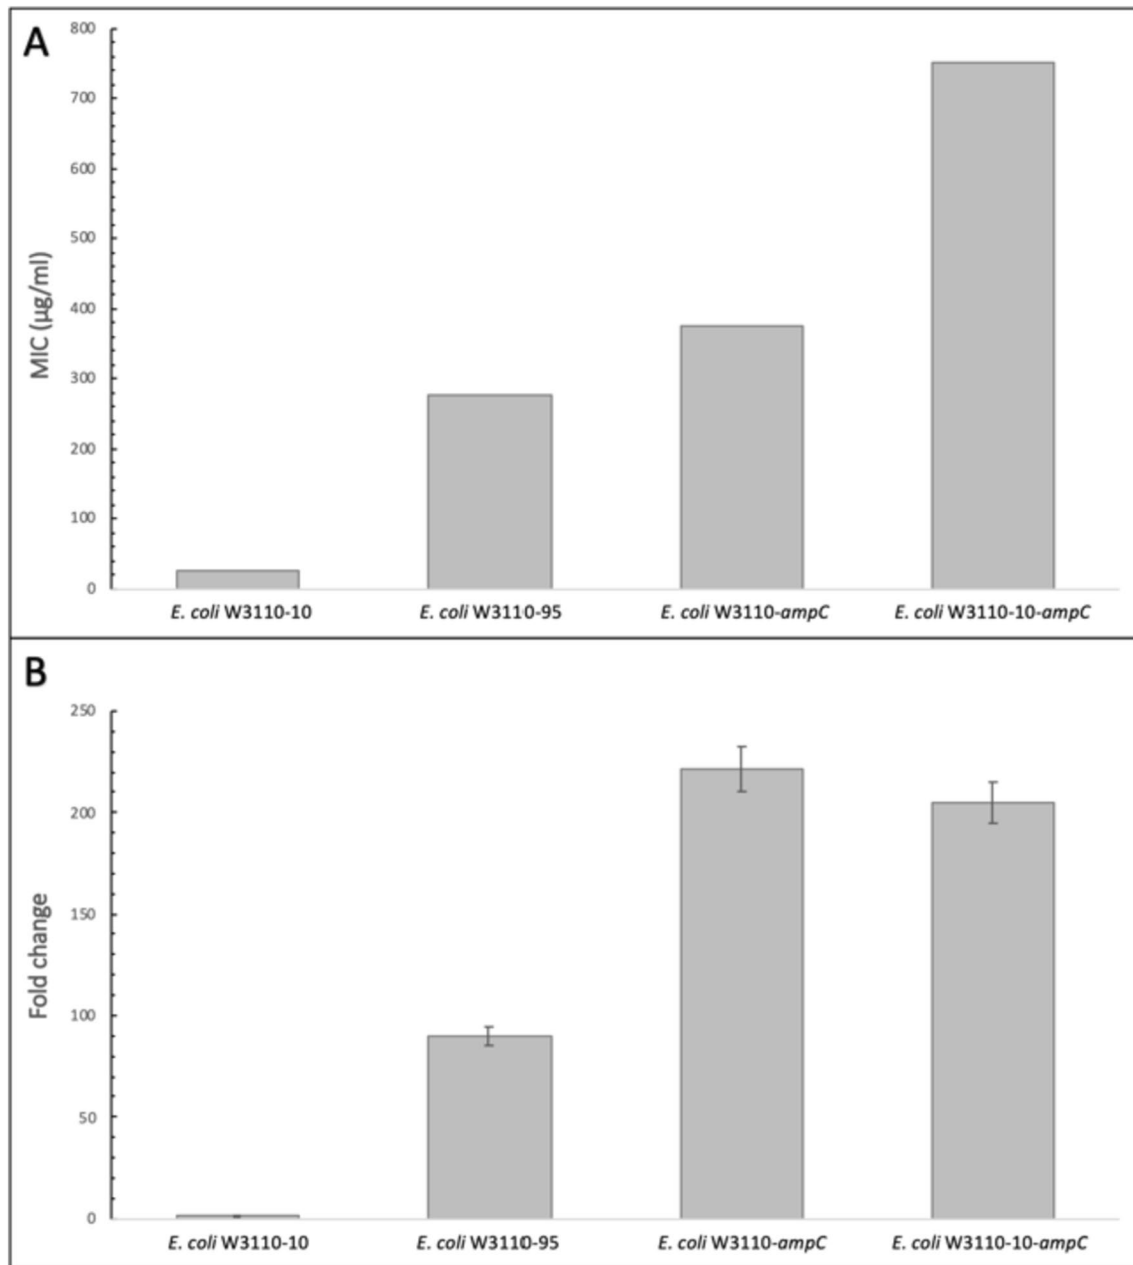 A
800
700
600
500
400
300
200
100
0
MIC (µg/ml)
E. coli W3110-10
E. coli W3110-95
E. coli W3110-ampC
E. coli W3110-10-ampC
B
250
200
150
100
50
0
Fold change
E. coli W3110-10
E. coli W3110-95
E. coli W3110-ampC
E. coli W3110-10-ampC